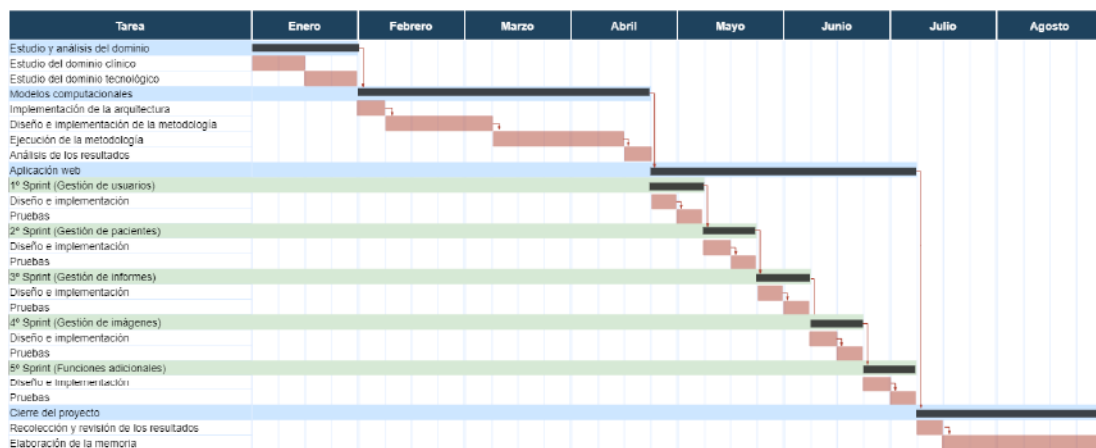 Tarea Enero Febrero Marzo Abril Mayo Junio Julio Agosto
Estudio y análisis del dominio
Estudio del dominio clínico
Estudio del dominio tecnológico
Modelos computacionales
Implementación de la arquitectura
Diseño e implementación de la metodología
Ejecución de la metodología
Análisis de los resultados
Aplicación web
1º Sprint (Gestión de usuarios)
Diseño e implementación
Pruebas
2º Sprint (Gestión de pacientes)
Diseño e implementación
Pruebas
3º Sprint (Gestión de informes)
Diseño e implementación
Pruebas
4º Sprint (Gestión de imágenes)
Diseño e implementación
Pruebas
5º Sprint (Funciones adicionales)
Diseño e implementación
Pruebas
Cierre del proyecto
Recolección y revisión de los resultados
Elaboración de la memoria